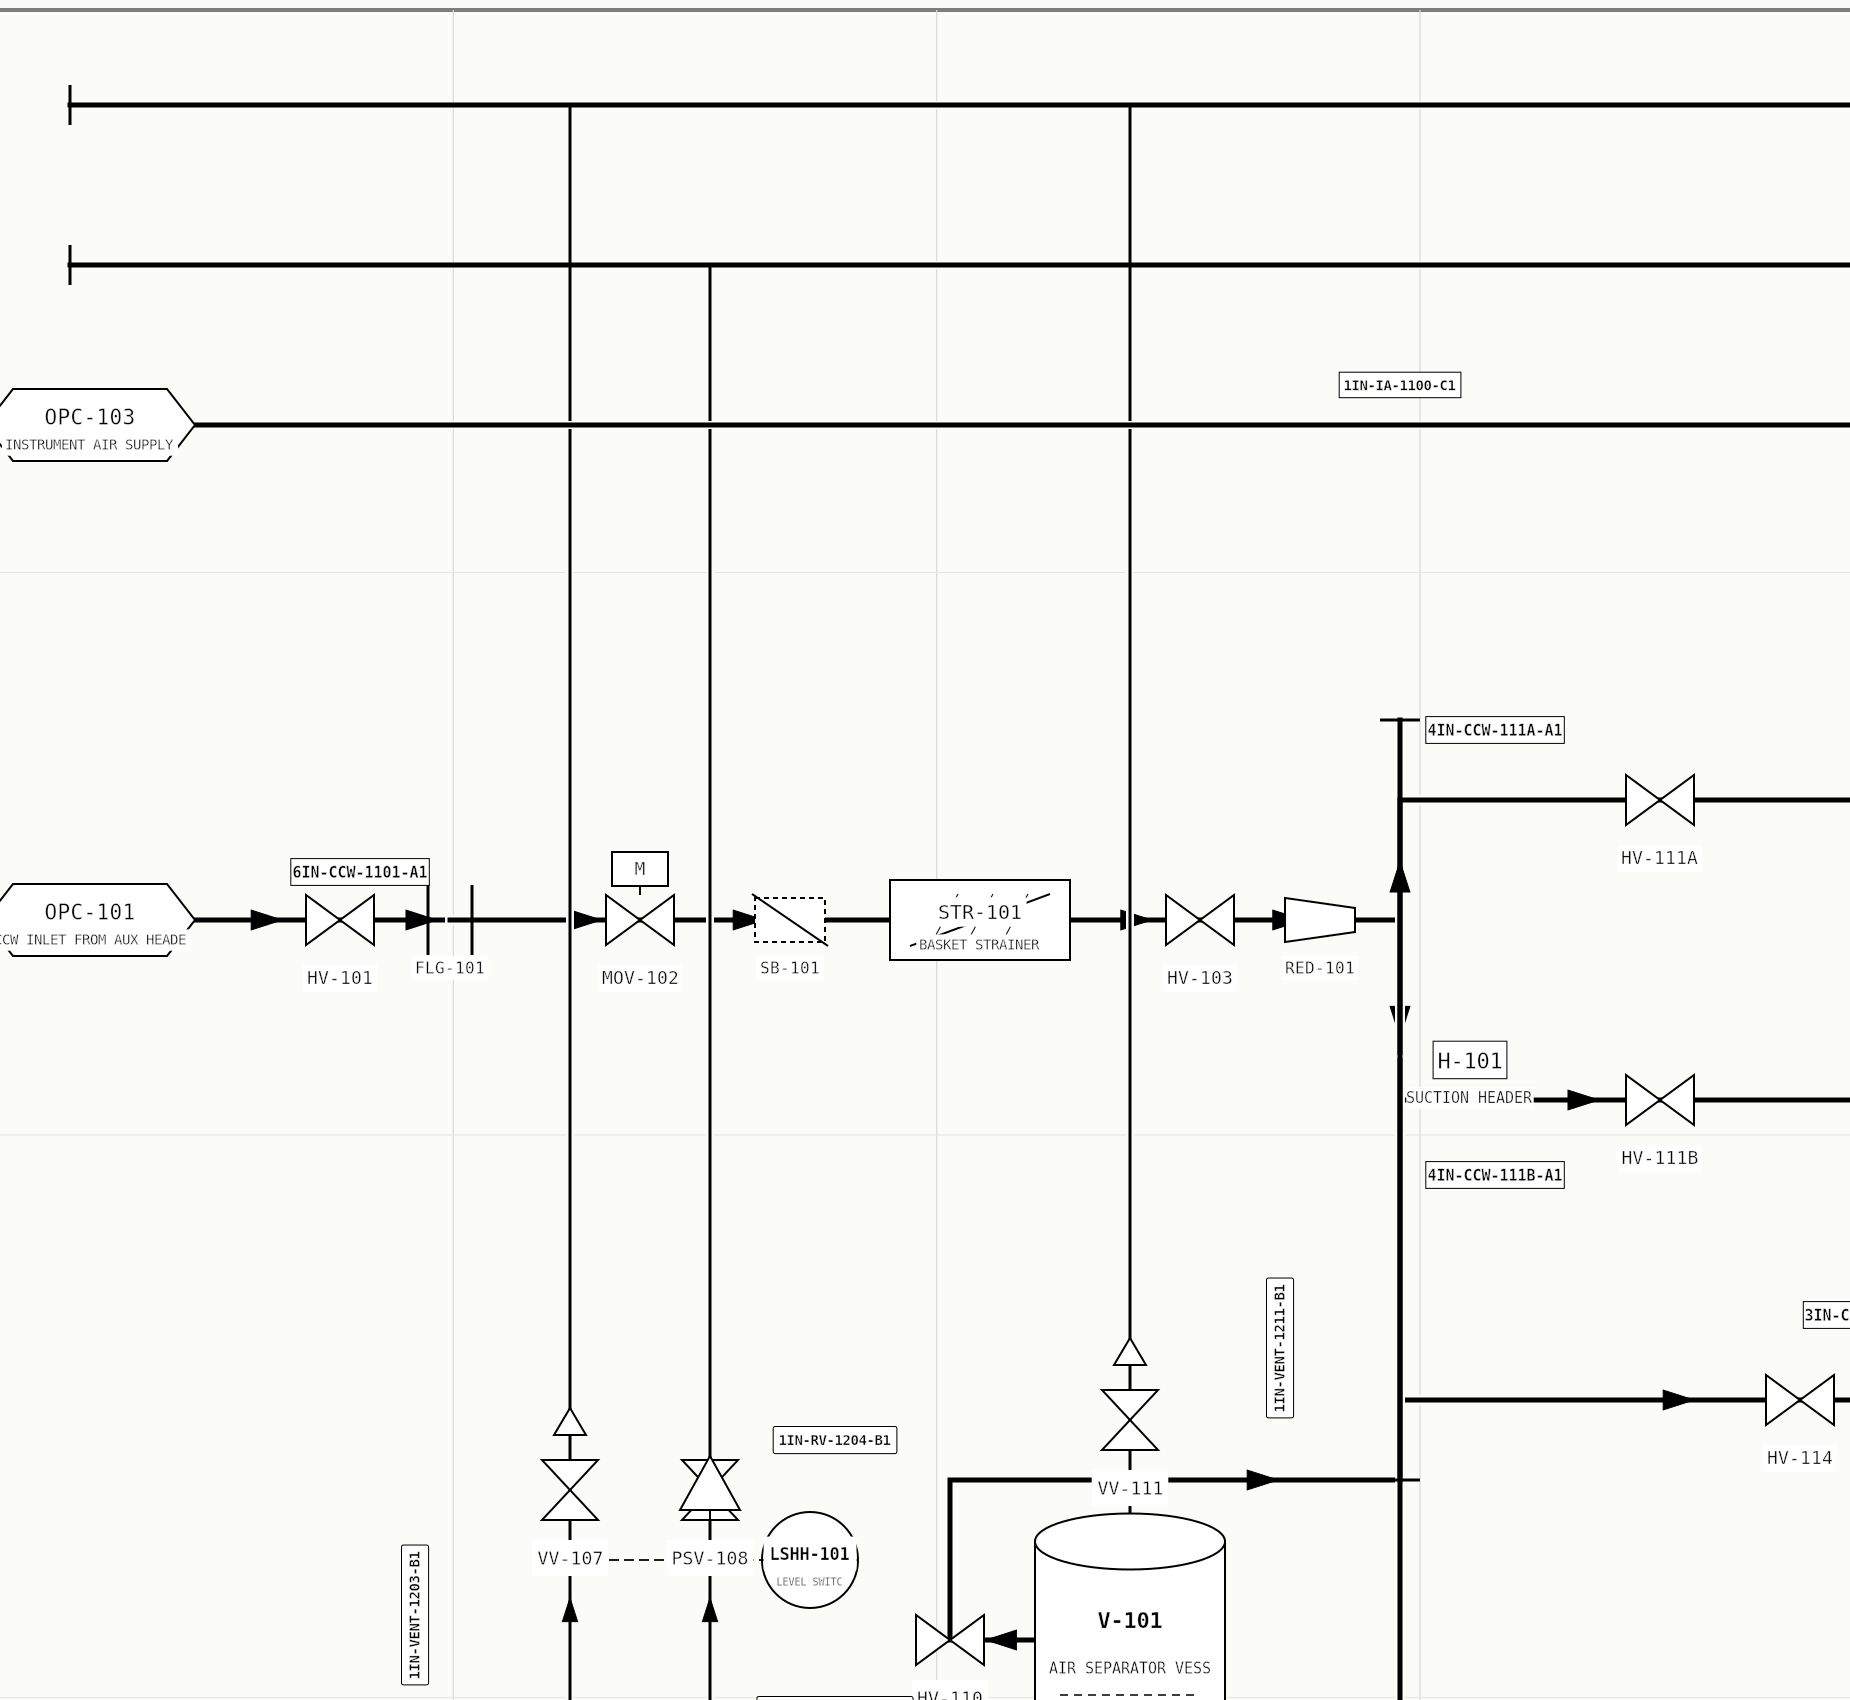 1IN-IA-1100-C1
OPC-103
INSTRUMENT AIR SUPPLY
4IN-CCW-111A-A1
HV-111A
6IN-CCW-1101-A1
M
OPC-101
CCW INLET FROM AUX HEADE
STR-101
BASKET STRAINER
HV-101
FLG-101
MOV-102
SB-101
HV-103
RED-101
H-101
SUCTION HEADER
HV-111B
4IN-CCW-111B-A1
1IN-VENT-1211-B1
3IN-C
1IN-RV-1204-B1
HV-114
VV-111
VV-107
PSV-108
LSHH-101
LEVEL SWITC
1IN-VENT-1203-B1
V-101
AIR SEPARATOR VESS
HV-110